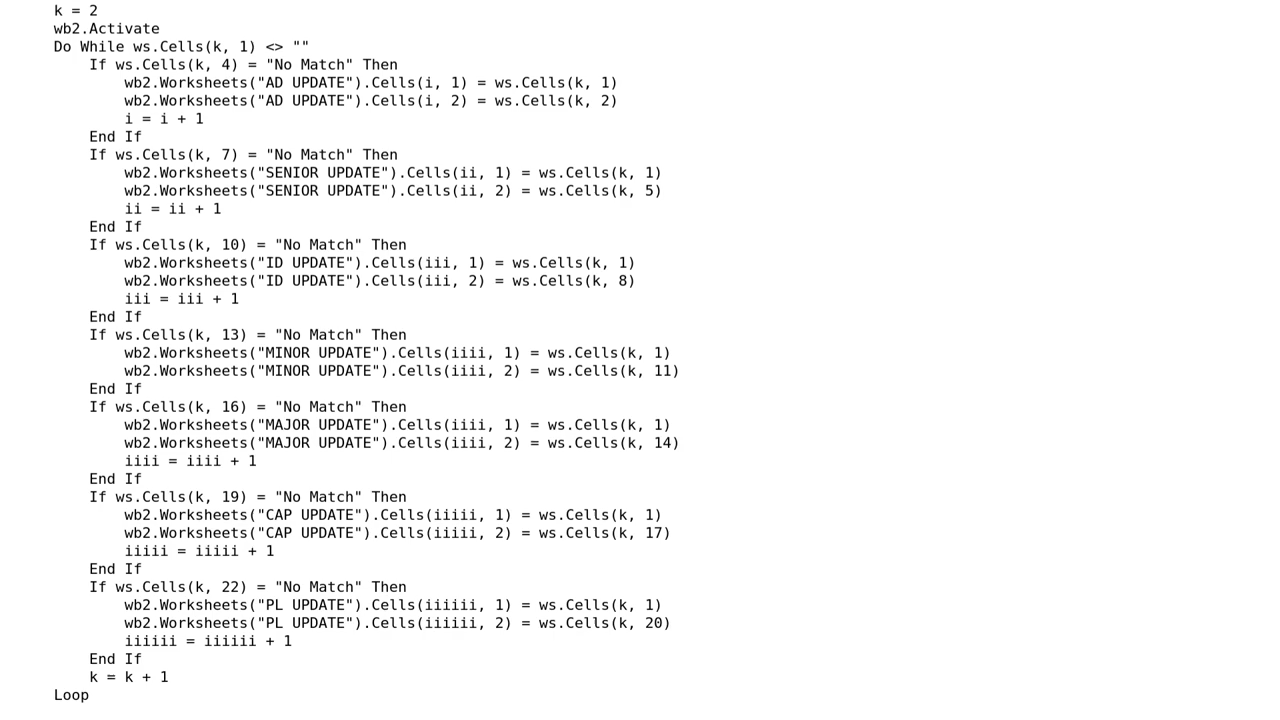 k = 2
wb2.Activate
Do While ws.Cells(k, 1) <> ""
If ws.Cells(k, 4) = "No Match" Then
wb2.Worksheets("AD UPDATE").Cells(i, 1) = ws.Cells(k, 1)
wb2.Worksheets("AD UPDATE").Cells(i, 2) = ws.Cells(k, 2)
i = i + 1
End If
If ws.Cells(k, 7) = "No Match" Then
wb2.Worksheets("SENIOR UPDATE").Cells(ii, 1) = ws.Cells(k, 1)
wb2.Worksheets("SENIOR UPDATE").Cells(ii, 2) = ws.Cells(k, 5)
ii = ii + 1
End If
If ws.Cells(k, 10) = "No Match" Then
wb2.Worksheets("ID UPDATE").Cells(iii, 1) = ws.Cells(k, 1)
wb2.Worksheets("ID UPDATE").Cells(iii, 2) = ws.Cells(k, 8)
iii = iii + 1
End If
If ws.Cells(k, 13) = "No Match" Then
wb2.Worksheets("MINOR UPDATE").Cells(iiii, 1) = ws.Cells(k, 1)
wb2.Worksheets("MINOR UPDATE").Cells(iiii, 2) = ws.Cells(k, 11)
End If
If ws.Cells(k, 16) = "No Match" Then
wb2.Worksheets("MAJOR UPDATE").Cells(iiii, 1) = ws.Cells(k, 1)
wb2.Worksheets("MAJOR UPDATE").Cells(iiii, 2) = ws.Cells(k, 14)
iiii = iiii + 1
End If
If ws.Cells(k, 19) = "No Match" Then
wb2.Worksheets("CAP UPDATE").Cells(iiiii, 1) = ws.Cells(k, 1)
wb2.Worksheets("CAP UPDATE").Cells(iiiii, 2) = ws.Cells(k, 17)
iiiii = iiiii + 1
End If
If ws.Cells(k, 22) = "No Match" Then
wb2.Worksheets("PL UPDATE").Cells(iiiiii, 1) = ws.Cells(k, 1)
wb2.Worksheets("PL UPDATE").Cells(iiiiii, 2) = ws.Cells(k, 20)
iiiiii = iiiiii + 1
End If
k = k + 1
Loop